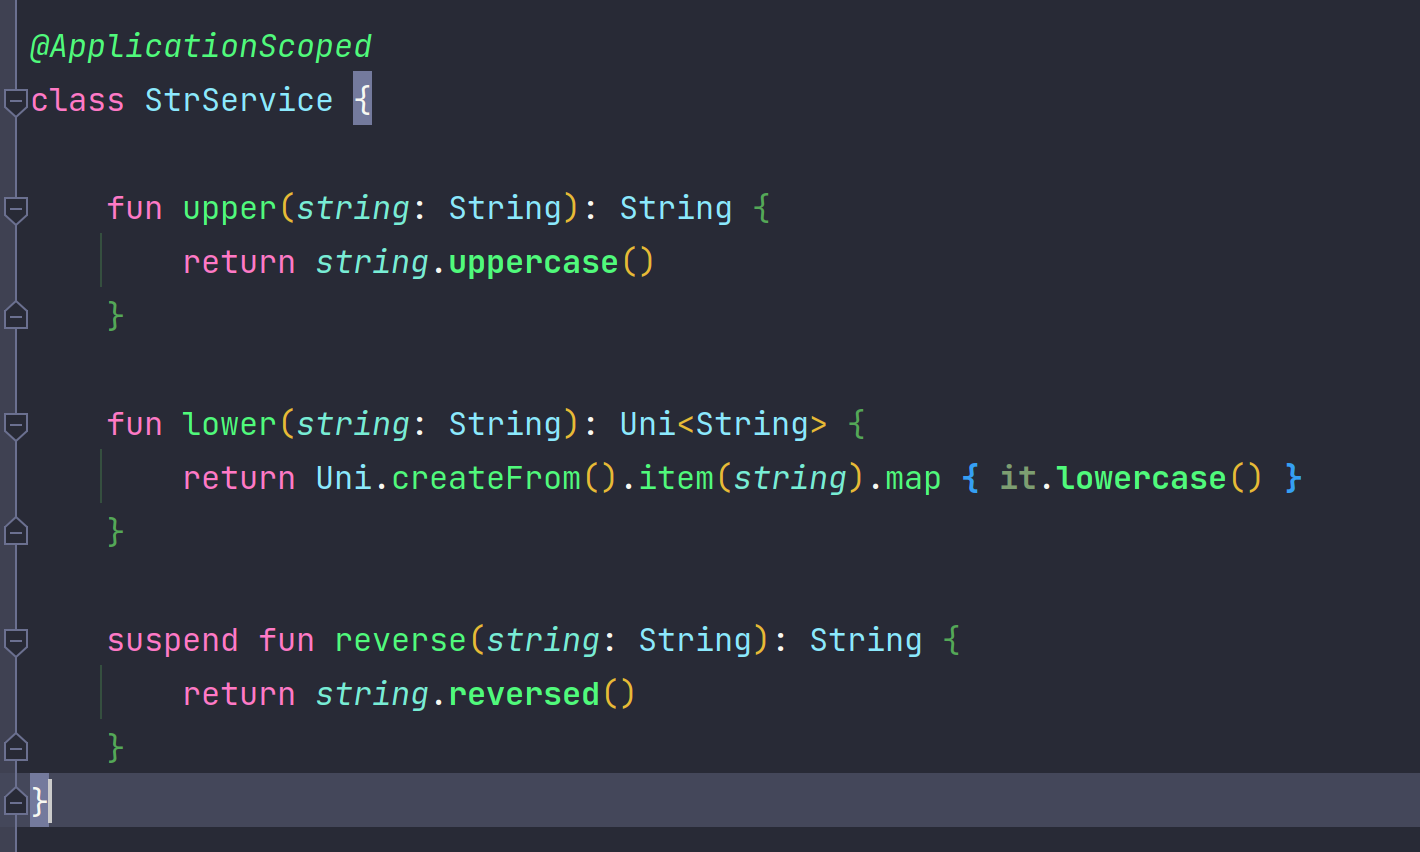 @ApplicationScoped
class StrService {
    fun upper(string: String): String {
        return string.uppercase()
    }
    fun lower(string: String): Uni<String> {
        return Uni.createFrom().item(string).map { it.lowercase() }
    }
    suspend fun reverse(string: String): String {
        return string.reversed()
    }
}